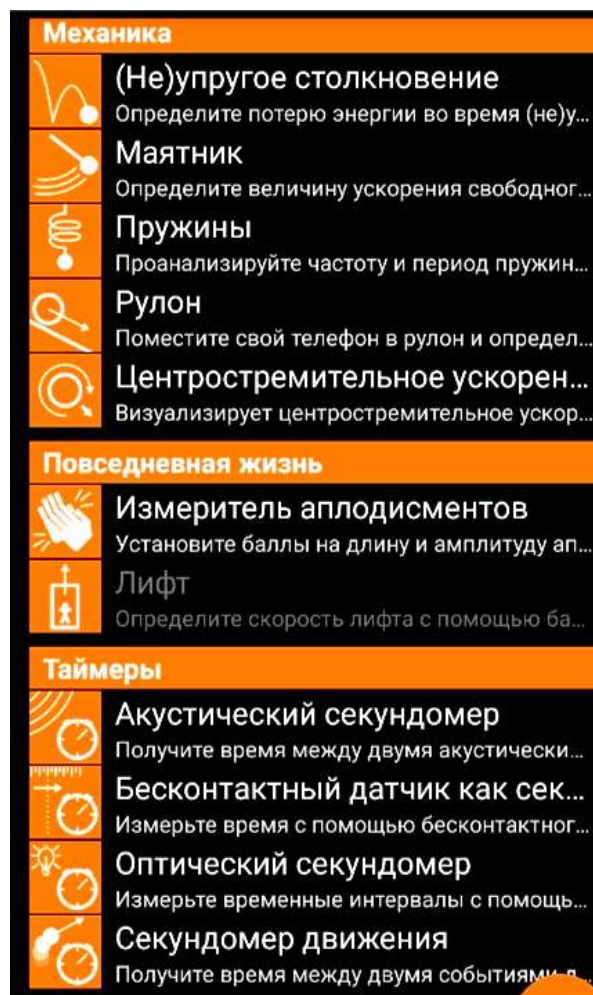 Механика
(Не)упругое столкновение
Определите потерю энергии во время (не)у...
Маятник
Определите величину ускорения свободног...
Пружины
Проанализируйте частоту и период пружин...
Рулон
Поместите свой телефон в рулон и определ...
Центростремительное ускорен...
Визуализирует центростремительное ускор...
Повседневная жизнь
Измеритель аплодисментов
Установите баллы на длину и амплитуду ап...
Лифт
Определите скорость лифта с помощью ба...
Таймеры
Акустический секундомер
Получите время между двумя акустически...
Бесконтактный датчик как сек...
Измерьте время с помощью бесконтактног...
Оптический секундомер
Измерьте временные интервалы с помощь...
Секундомер движения
Получите время между двумя событиями д...